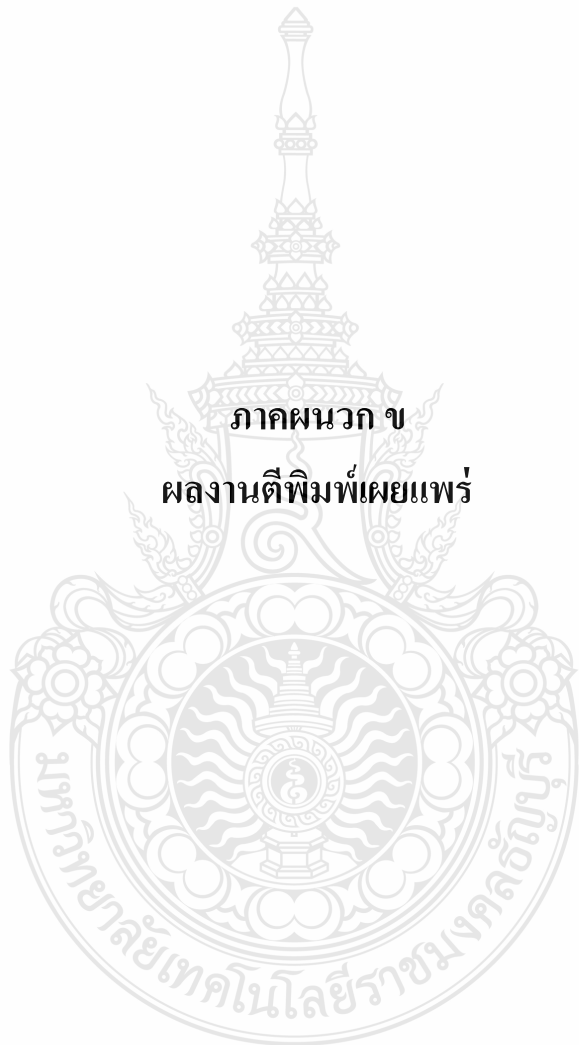 ภาคผนวก ข
ผลงานตีพิมพ์เผยแพร่
มหาวิทยาลัยเทคโนโลยีราชมงคลธัญบุรี